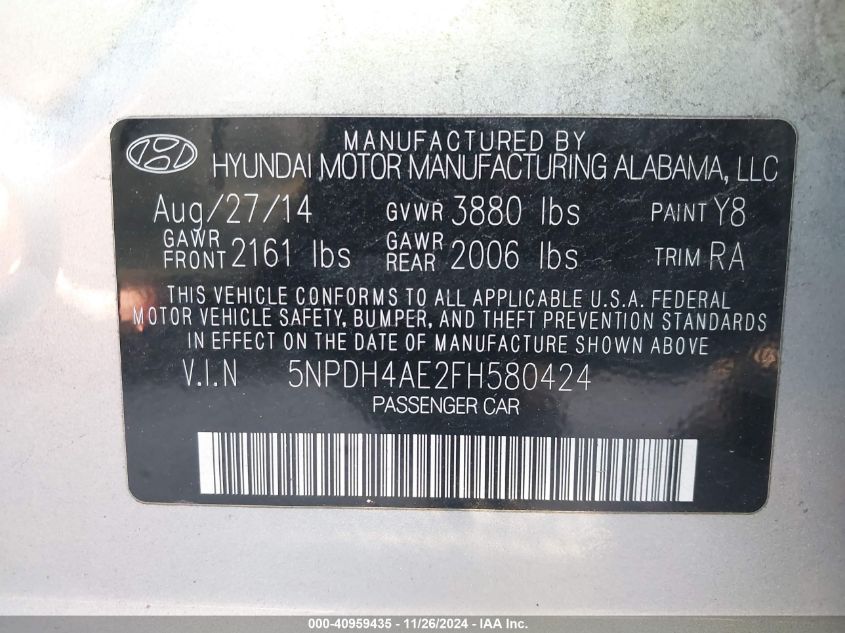 MANUFACTURED BY
HYUNDAI MOTOR MANUFACTURING ALABAMA, LLC
Aug/27/14 GVWR 3880 lbs PAINT Y8
GAWR FRONT 2161 lbs GAWR REAR 2006 lbs TRIM RA
THIS VEHICLE CONFORMS TO ALL APPLICABLE U.S.A. FEDERAL
MOTOR VEHICLE SAFETY, BUMPER, AND THEFT PREVENTION STANDARDS
IN EFFECT ON THE DATE OF MANUFACTURE SHOWN ABOVE
V.I.N 5NPDH4AE2FH580424
PASSENGER CAR
000-40959435 - 11/26/2024 - IAA Inc.